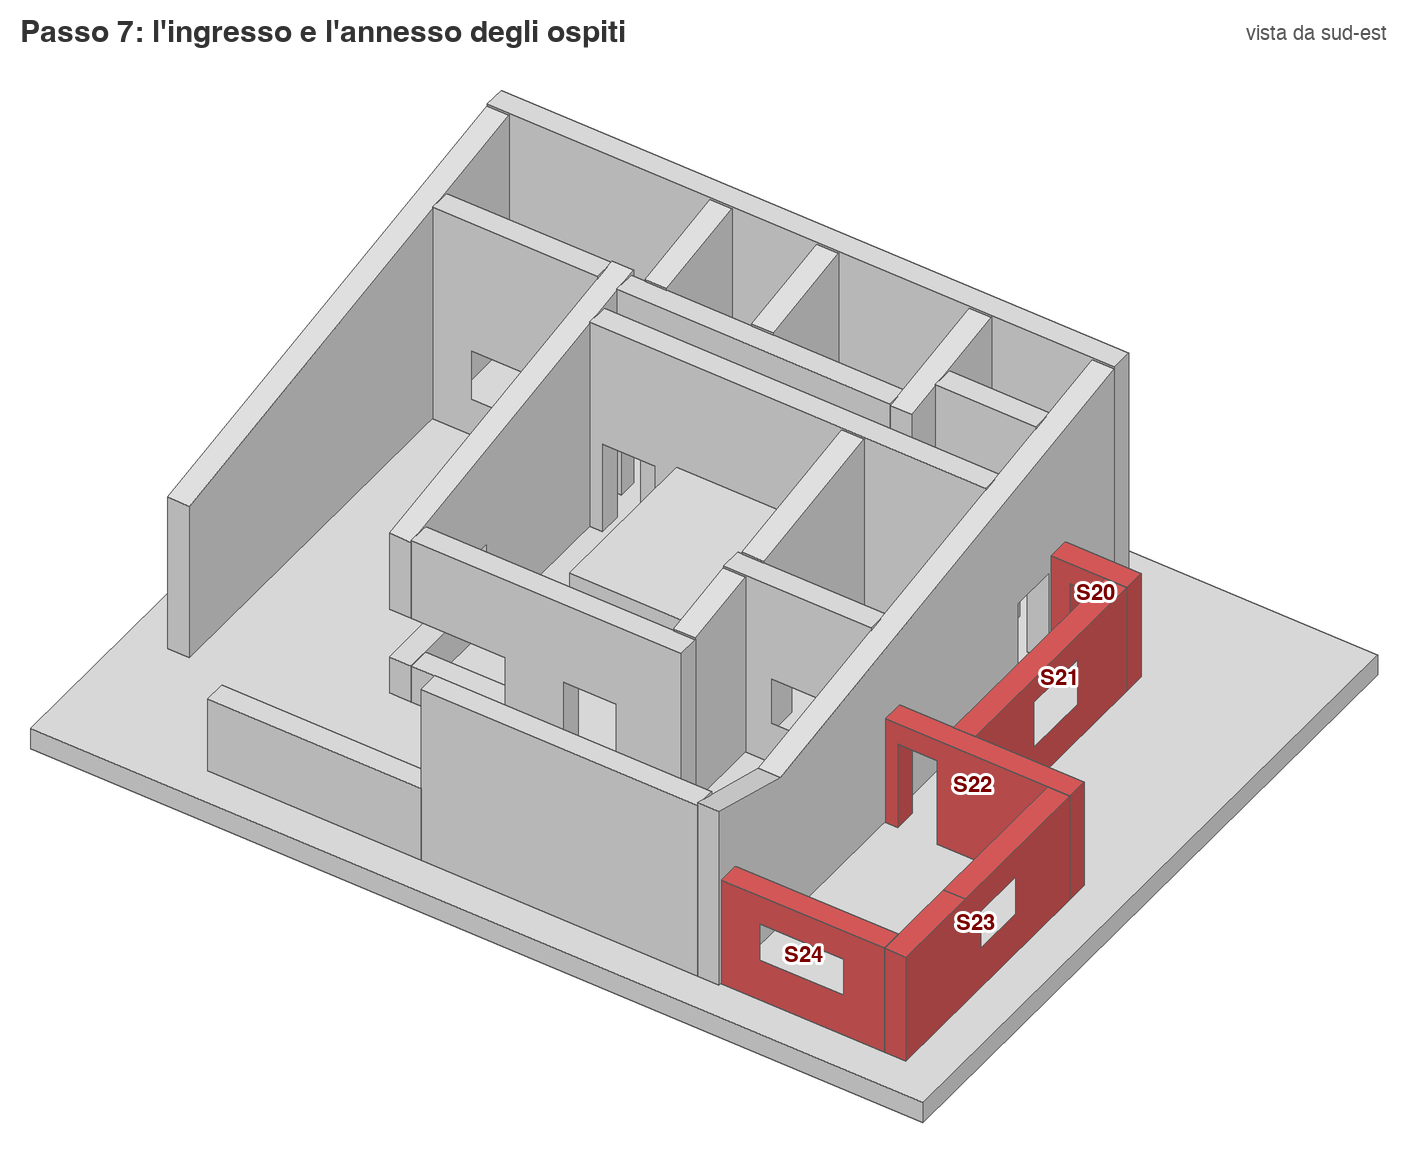 Passo 7: l'ingresso e l'annesso degli ospiti
vista da sud-est
S20
S21
S22
S23
S24